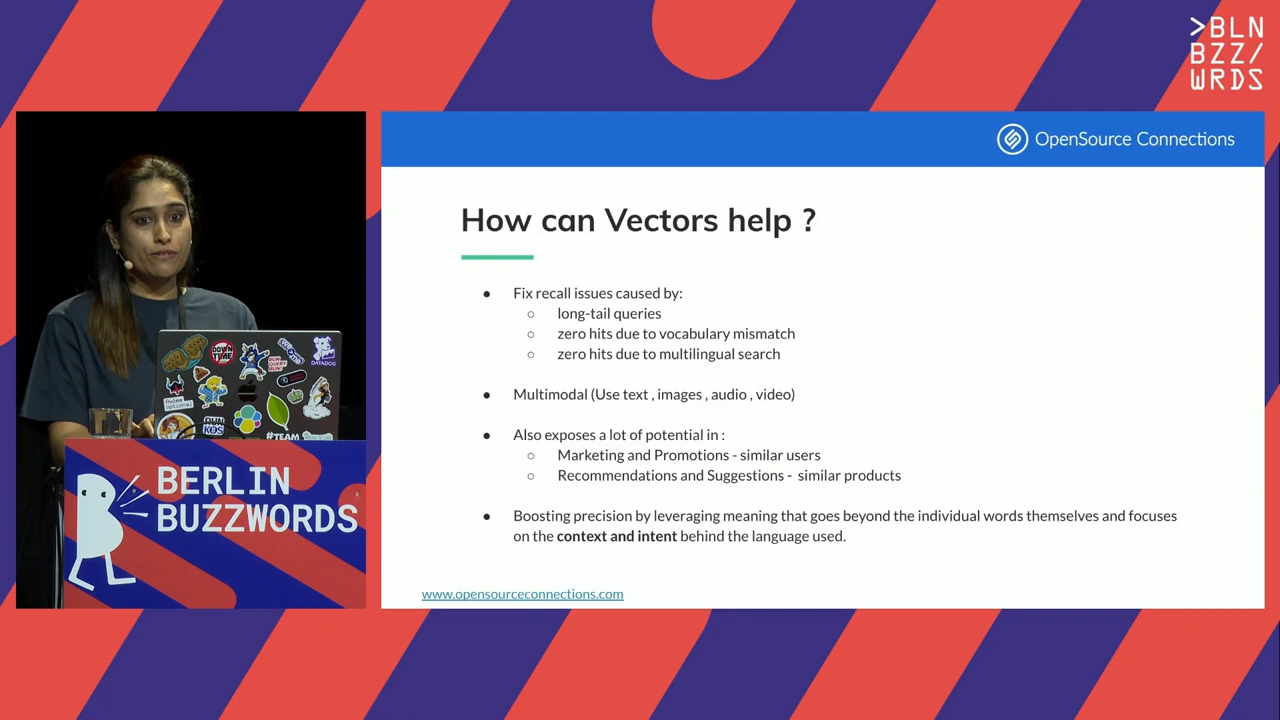 >BLN
BZZ/
WRDS
OpenSource Connections
How can Vectors help ?
● Fix recall issues caused by:
○ long-tail queries
○ zero hits due to vocabulary mismatch
○ zero hits due to multilingual search
● Multimodal (Use text , images , audio , video)
● Also exposes a lot of potential in :
○ Marketing and Promotions - similar users
○ Recommendations and Suggestions - similar products
● Boosting precision by leveraging meaning that goes beyond the individual words themselves and focuses
on the context and intent behind the language used.
www.opensourceconnections.com
DOWN
TIME
DATADOG
#TEAM
BERLIN
BUZZWORDS